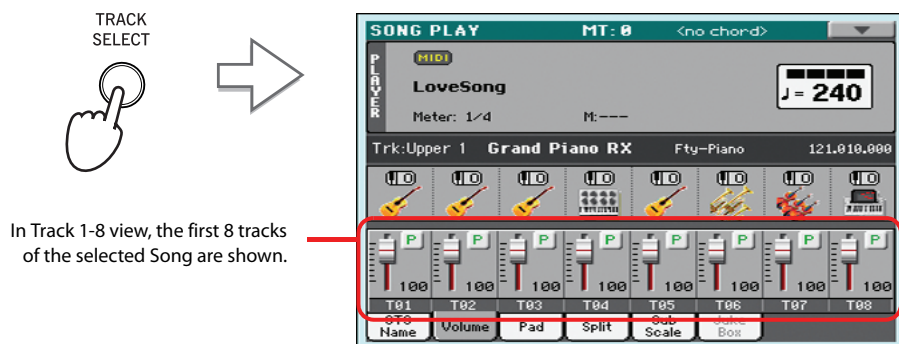 TRACK
SELECT
SONG PLAY MT: 0 <no chord>
PLAYER
MIDI
LoveSong
♩= 240
Meter: 1/4 M:---
Trk:Upper 1 Grand Piano RX Fty-Piano 121.010.000
In Track 1-8 view, the first 8 tracks
of the selected Song are shown.
P P P P P P P P
100 100 100 100 100 100 100 100
T01 T02 T03 T04 T05 T06 T07 T08
STS Name Volume Pad Split Sub Scale Juke Box